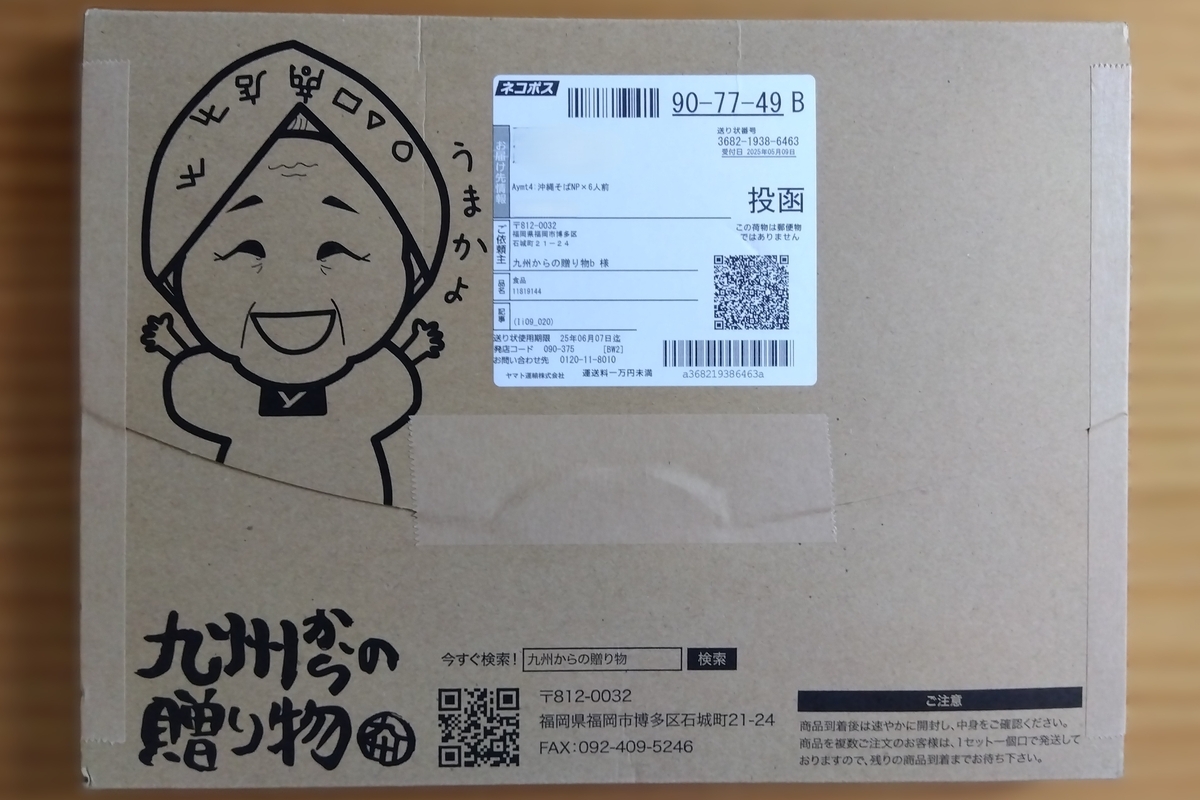 モモ店商□△○
うまかよ
ネコポス
90-77-49 B
お届け先情報
送り状番号
3682-1938-6463
受付日 2025年05月09日
Aymt4:沖縄そばNP×6人前
投函
この荷物は郵便物
ではありません
ご依頼主
〒812-0032
福岡県福岡市博多区
石城町21-24
九州からの贈り物b 様
品名
食品
11819144
記事
(li09_020)
送り状使用期限 25年06月07日迄
発店コード 090-375 [BW2]
お問い合わせ先 0120-11-8010
ヤマト運輸株式会社 運送料一万円未満
a368219386463a
九州からの
贈り物
今すぐ検索! 九州からの贈り物 検索
〒812-0032
福岡県福岡市博多区石城町21-24
FAX:092-409-5246
ご注意
商品到着後は速やかに開封し、中身をご確認ください。
商品を複数ご注文のお客様は、1セット一個口で発送して
おりますので、残りの商品到着までお待ち下さい。